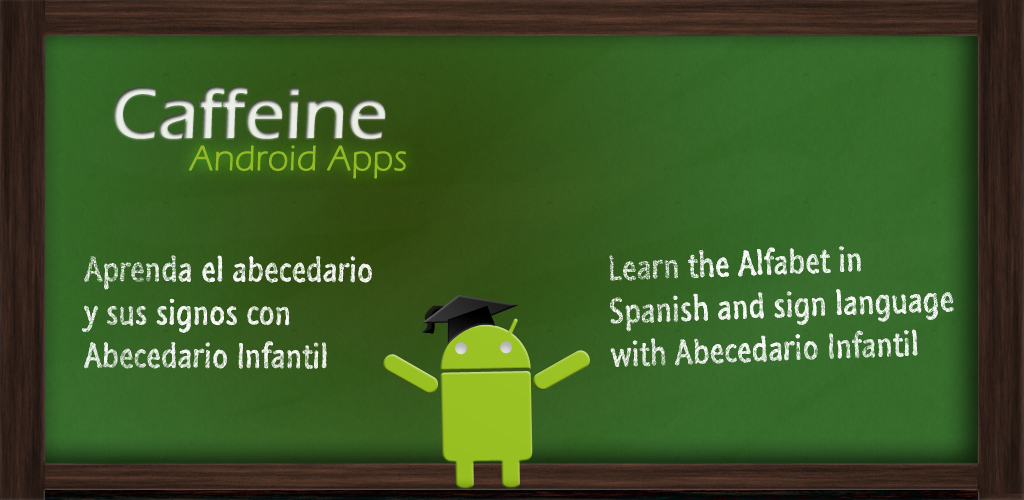 Caffeine
Android Apps
Aprenda el abecedario
y sus signos con
Abecedario Infantil
Learn the Alfabet in
Spanish and sign language
with Abecedario Infantil